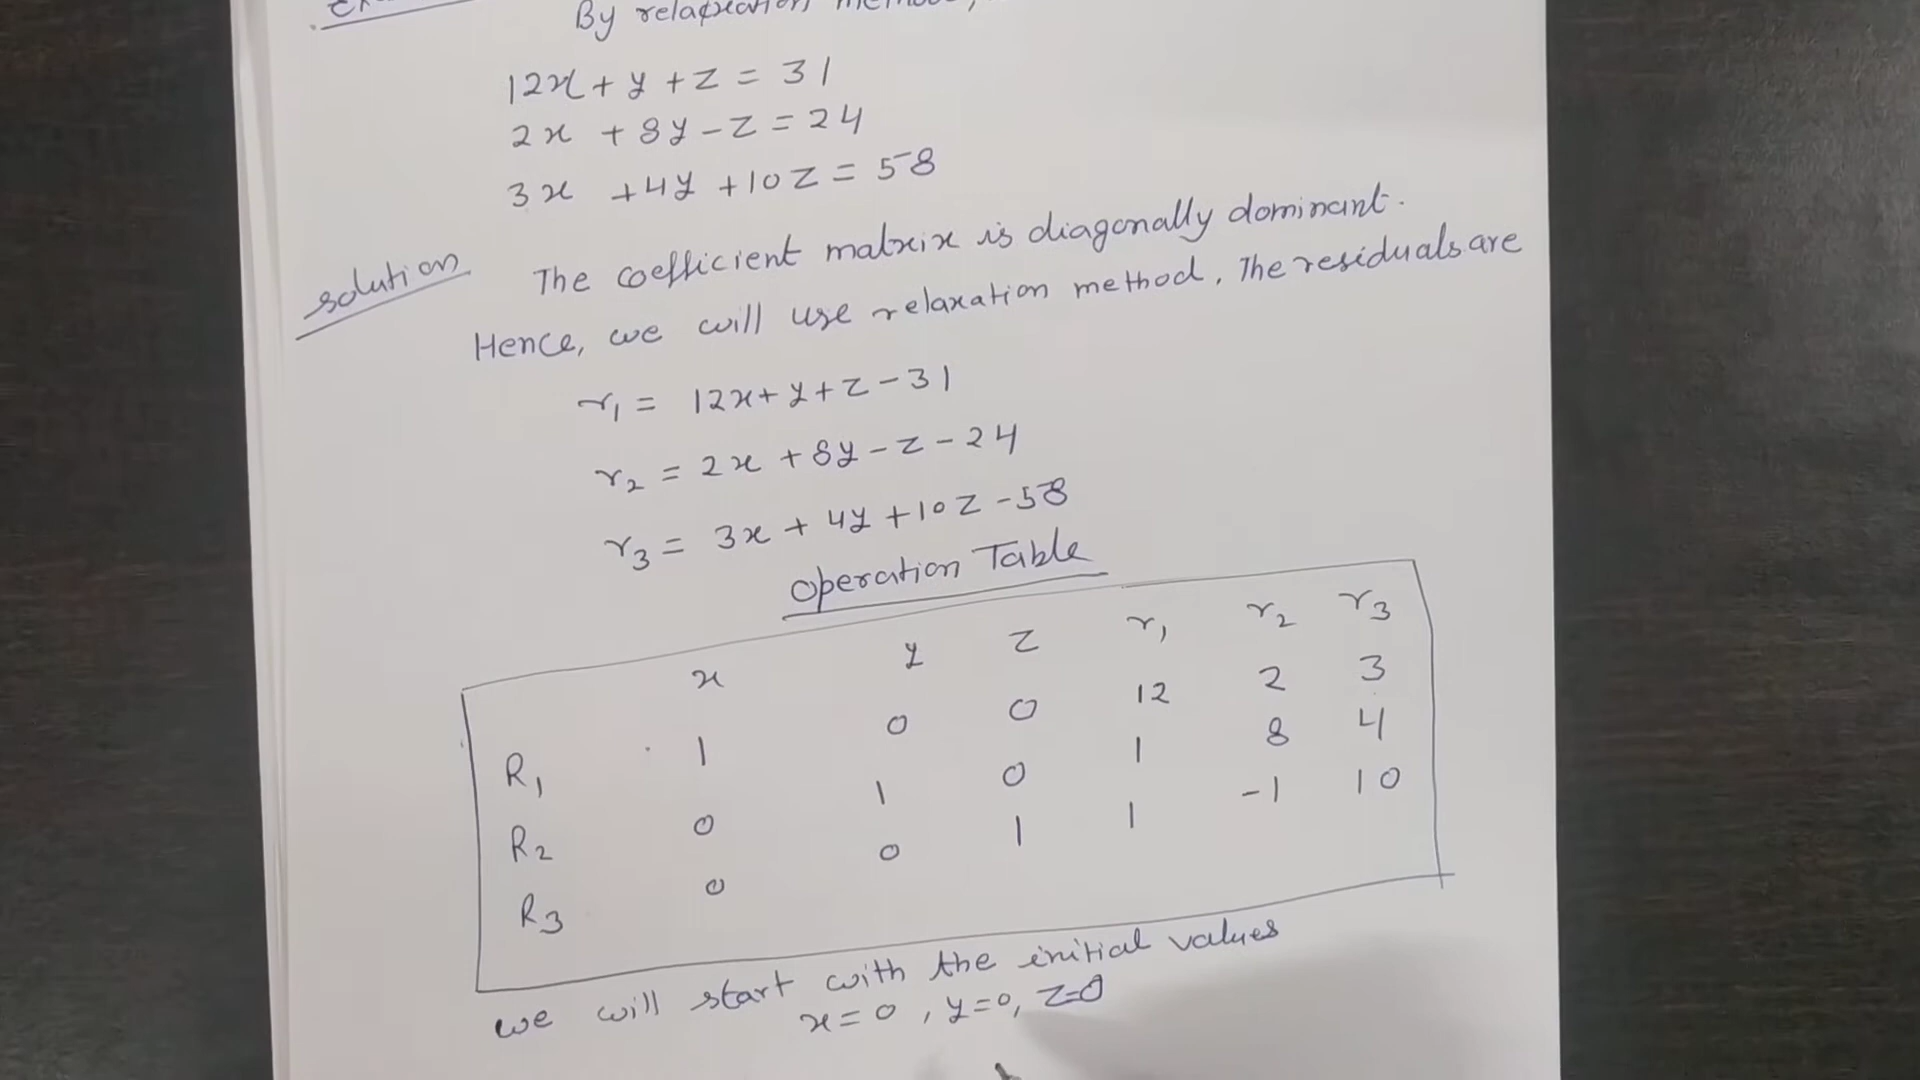 By relaxation
12x + y + z = 31
2x + 8y - z = 24
3x + 4y + 10z = 58
solution The coefficient matrix is diagonally dominant.
Hence, we will use relaxation method. The residuals are
r₁ = 12x + y + z - 31
r₂ = 2x + 8y - z - 24
r₃ = 3x + 4y + 10z - 58
Operation Table
x y z r₁ r₂ r₃
R₁ 1 0 0 12 2 3
R₂ 0 1 0 1 8 4
R₃ 0 0 1 1 -1 10
we will start with the initial values
x = 0, y = 0, z = 0